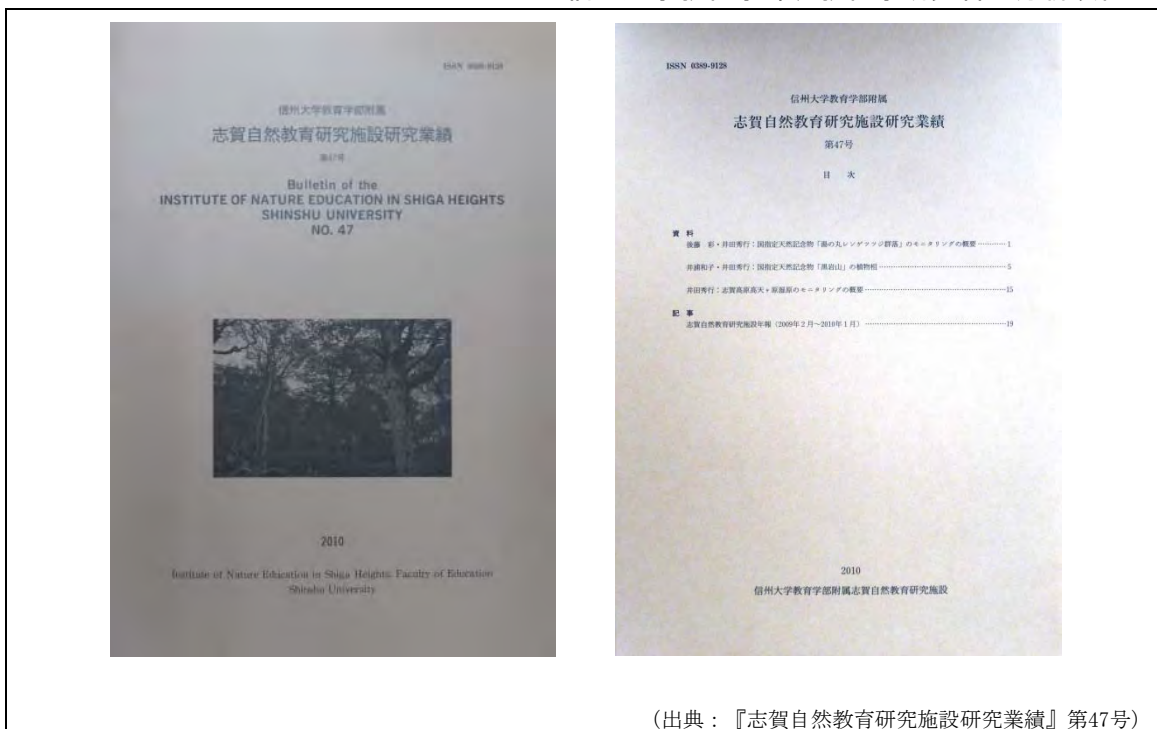 ISSN 0389-9128
信州大学教育学部附属
志賀自然教育研究施設研究業績
第47号
Bulletin of the
INSTITUTE OF NATURE EDUCATION IN SHIGA HEIGHTS
SHINSHU UNIVERSITY
NO. 47
2010
Institute of Nature Education in Shiga Heights, Faculty of Education
Shinshu University
ISSN 0389-9128
信州大学教育学部附属
志賀自然教育研究施設研究業績
第47号
目 次
資 料
後藤 彩・井田秀行:国指定天然記念物「湯の丸レンゲツツジ群落」のモニタリングの概要…………1
井浦和子・井田秀行:国指定天然記念物「黒岩山」の植物相…………5
井田秀行:志賀高原高天ヶ原湿原のモニタリングの概要…………15
記 事
志賀自然教育研究施設年報(2009年2月~2010年1月)…………19
2010
信州大学教育学部附属志賀自然教育研究施設
(出典:『志賀自然教育研究施設研究業績』第47号)